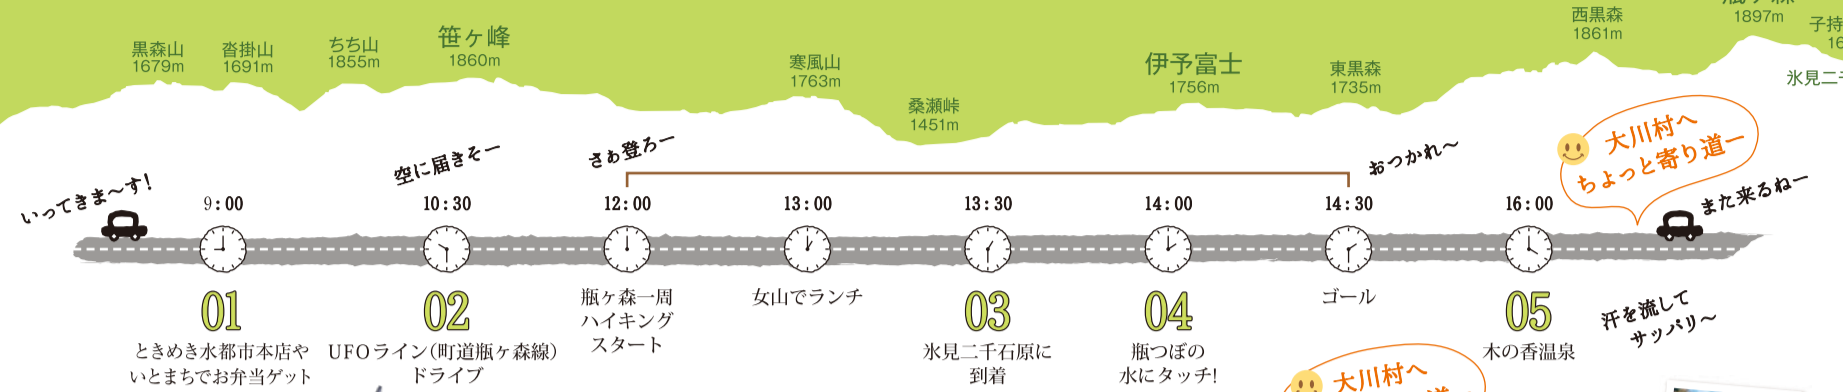 黒森山
1679m
沓掛山
1691m
ちち山
1855m
笹ヶ峰
1860m
寒風山
1763m
桑瀬峠
1451m
伊予富士
1756m
東黒森
1735m
西黒森
1861m
1897m
子持
氷見二千
いってきま〜す!
空に届きそー
さぁ登ろー
おつかれ〜
大川村へ
ちょっと寄り道ー
また来るねー
9:00
10:30
12:00
13:00
13:30
14:00
14:30
16:00
01
ときめき水都市本店や
いとまちでお弁当ゲット
02
UFOライン(町道瓶ヶ森線)
ドライブ
瓶ヶ森一周
ハイキング
スタート
女山でランチ
03
氷見二千石原に
到着
04
瓶つぼの
水にタッチ!
ゴール
05
木の香温泉
汗を流して
サッパリ〜
大川村へ